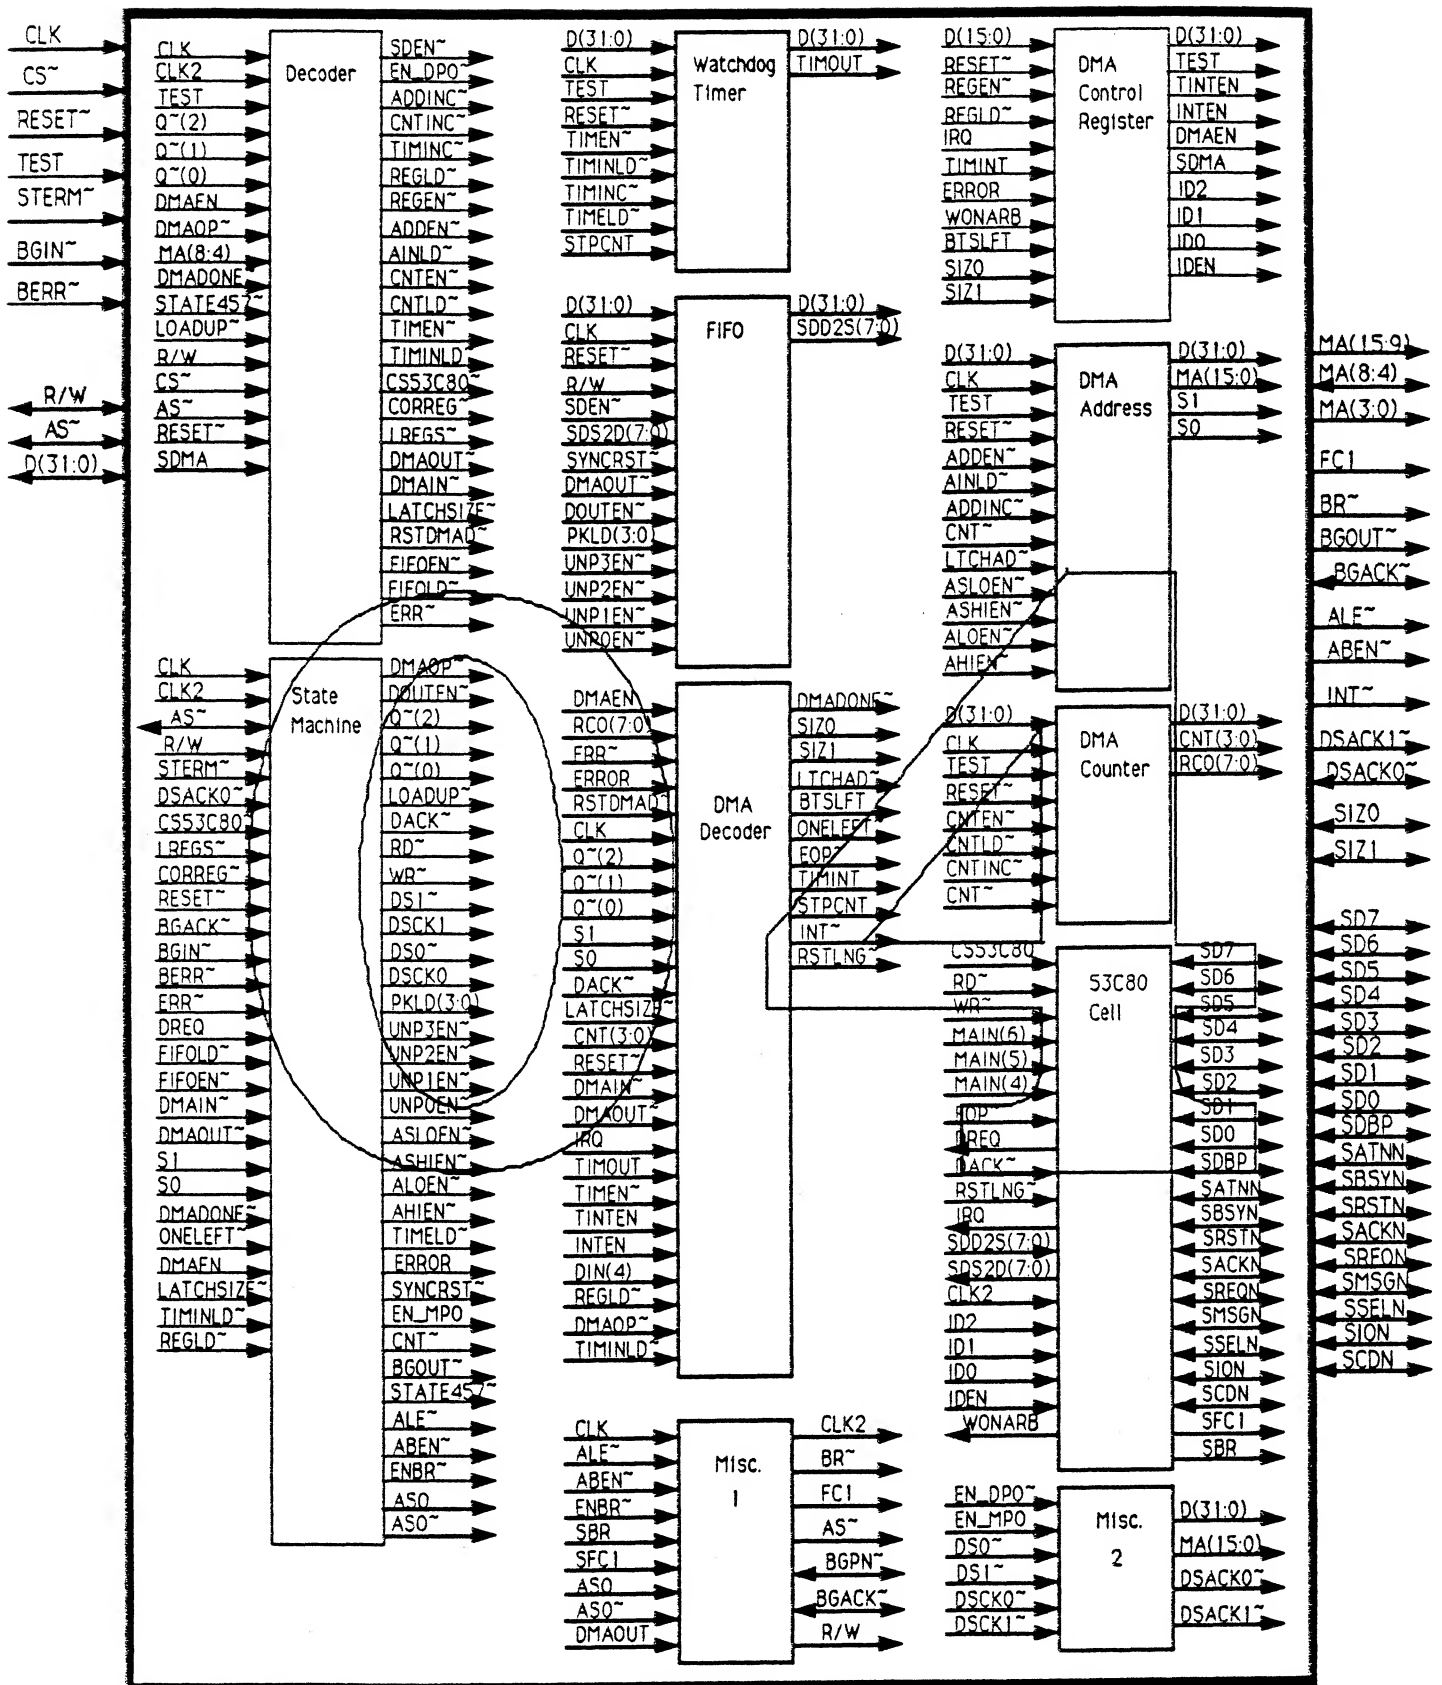 CLK
CS~
RESET~
TEST
STERM~
BGIN~
BERR~
R/W
AS~
D(31:0)
Decoder
CLK
CLK2
TEST
Q~(2)
Q~(1)
Q~(0)
DMAEN
DMAOP~
MA(8:4)
DMADONE
STATE457~
LOADUP~
R/W
CS~
AS~
RESET~
SDMA
SDEN~
EN_DPO~
ADDINC~
CNTINC~
TIMINC~
REGLD~
REGEN~
ADDEN~
AINLD~
CNTEN~
CNTLD~
TIMEN~
TIMINLD
CS53C80~
CORREG~
LREGS~
DMAOUT~
DMAIN~
LATCHSIZE~
RSTDMAD~
FIFOEN~
FIFOLD~
ERR~
State
Machine
CLK
CLK2
AS~
R/W
STERM~
DSACK0~
CS53C80~
LREGS~
CORREG~
RESET~
BGACK~
BGIN~
BERR~
ERR~
DREQ
FIFOLD~
FIFOEN~
DMAIN~
DMAOUT~
S1
S0
DMADONE~
ONELEFT~
DMAEN
LATCHSIZE~
TIMINLD~
REGLD~
DMAOP~
DOUTEN~
Q~(2)
Q~(1)
Q~(0)
LOADUP~
DACK~
RD~
WR~
DS1~
DSCK1
DS0~
DSCK0
PKLD(3:0)
UNP3EN~
UNP2EN~
UNP1EN~
UNP0EN~
ASLOEN~
ASHIEN~
ALOEN~
AHIEN~
TIMELD~
ERROR
SYNCRST~
EN_MPO
CNT~
BGOUT~
STATE457~
ALE~
ABEN~
ENBR~
ASO
ASO~
Watchdog
Timer
D(31:0)
CLK
TEST
RESET~
TIMEN~
TIMINLD~
TIMINC~
TIMELD~
STPCNT
D(31:0)
TIMOUT
FIFO
D(31:0)
CLK
RESET~
R/W
SDEN~
SDS2D(7:0)
SYNCRST~
DMAOUT~
DOUTEN~
PKLD(3:0)
UNP3EN~
UNP2EN~
UNP1EN~
UNP0EN~
D(31:0)
SDD2S(7:0)
DMA
Decoder
DMAEN
RCO(7:0)
ERR~
ERROR
RSTDMAD~
CLK
Q~(2)
Q~(1)
Q~(0)
S1
S0
DACK~
LATCHSIZE~
CNT(3:0)
RESET~
DMAIN~
DMAOUT~
IRQ
TIMOUT
TIMEN~
TINTEN
INTEN
DIN(4)
REGLD~
DMAOP~
TIMINLD~
DMADONE~
SIZ0
SIZ1
LTCHAD~
BTSLFT
ONELEFT
EOP~
TIMINT
STPCNT
INT~
RSTLNG~
Misc.
1
CLK
ALE~
ABEN~
ENBR~
SBR
SFC1
ASO
ASO~
DMAOUT
CLK2
BR~
FC1
AS~
BGPN~
BGACK~
R/W
DMA
Control
Register
D(15:0)
RESET~
REGEN~
REGLD~
IRQ
TIMINT
ERROR
WONARB
BTSLFT
SIZ0
SIZ1
D(31:0)
TEST
TINTEN
INTEN
DMAEN
SDMA
ID2
ID1
ID0
IDEN
DMA
Address
D(31:0)
CLK
TEST
RESET~
ADDEN~
AINLD~
ADDINC~
CNT~
LTCHAD~
ASLOEN~
ASHIEN~
ALOEN~
AHIEN~
D(31:0)
MA(15:0)
S1
S0
DMA
Counter
D(31:0)
CLK
TEST
RESET~
CNTEN~
CNTLD~
CNTINC~
CNT~
D(31:0)
CNT(3:0)
RCO(7:0)
53C80
Cell
CS53C80
RD~
WR~
MAIN(6)
MAIN(5)
MAIN(4)
EOP
DREQ
DACK~
RSTLNG~
IRQ
SDD2S(7:0)
SDS2D(7:0)
CLK2
ID2
ID1
ID0
IDEN
WONARB
SD7
SD6
SD5
SD4
SD3
SD2
SD1
SD0
SDBP
SATNN
SBSYN
SRSTN
SACKN
SREQN
SMSGN
SSELN
SION
SCDN
SFC1
SBR
Misc.
2
EN_DPO~
EN_MPO
DS0~
DS1~
DSCK0~
DSCK1~
D(31:0)
MA(15:0)
DSACK0~
DSACK1~
MA(15:9)
MA(8:4)
MA(3:0)
FC1
BR~
BGOUT~
BGACK~
ALE~
ABEN~
INT~
DSACK1~
DSACK0~
SIZ0
SIZ1
SD7
SD6
SD5
SD4
SD3
SD2
SD1
SD0
SDBP
SATNN
SBSYN
SRSTN
SACKN
SREQN
SMSGN
SSELN
SION
SCDN